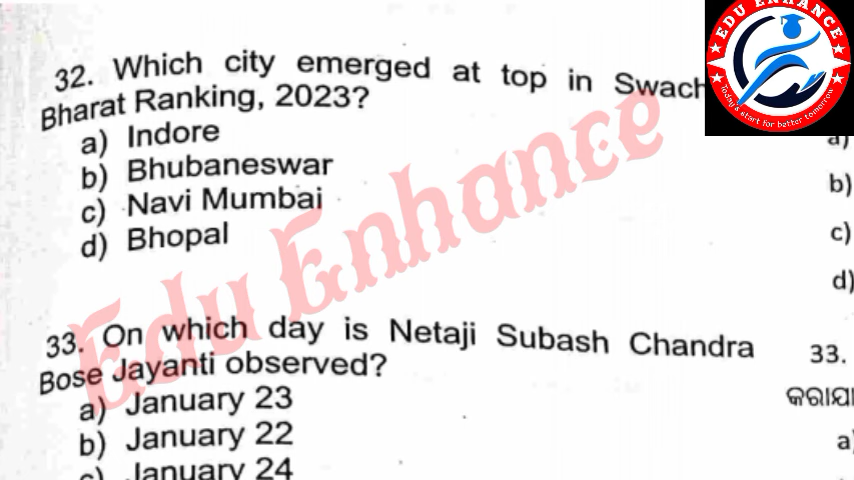 EDU ENHANCE
Today's start for better tomorrow
32. Which city emerged at top in Swach
Bharat Ranking, 2023?
a) Indore
b) Bhubaneswar
c) Navi Mumbai
d) Bhopal
33. On which day is Netaji Subash Chandra
Bose Jayanti observed?
a) January 23
b) January 22
c) January 24
a)
b)
c)
d)
33.
କରାଯା
a)
Edu Enhance